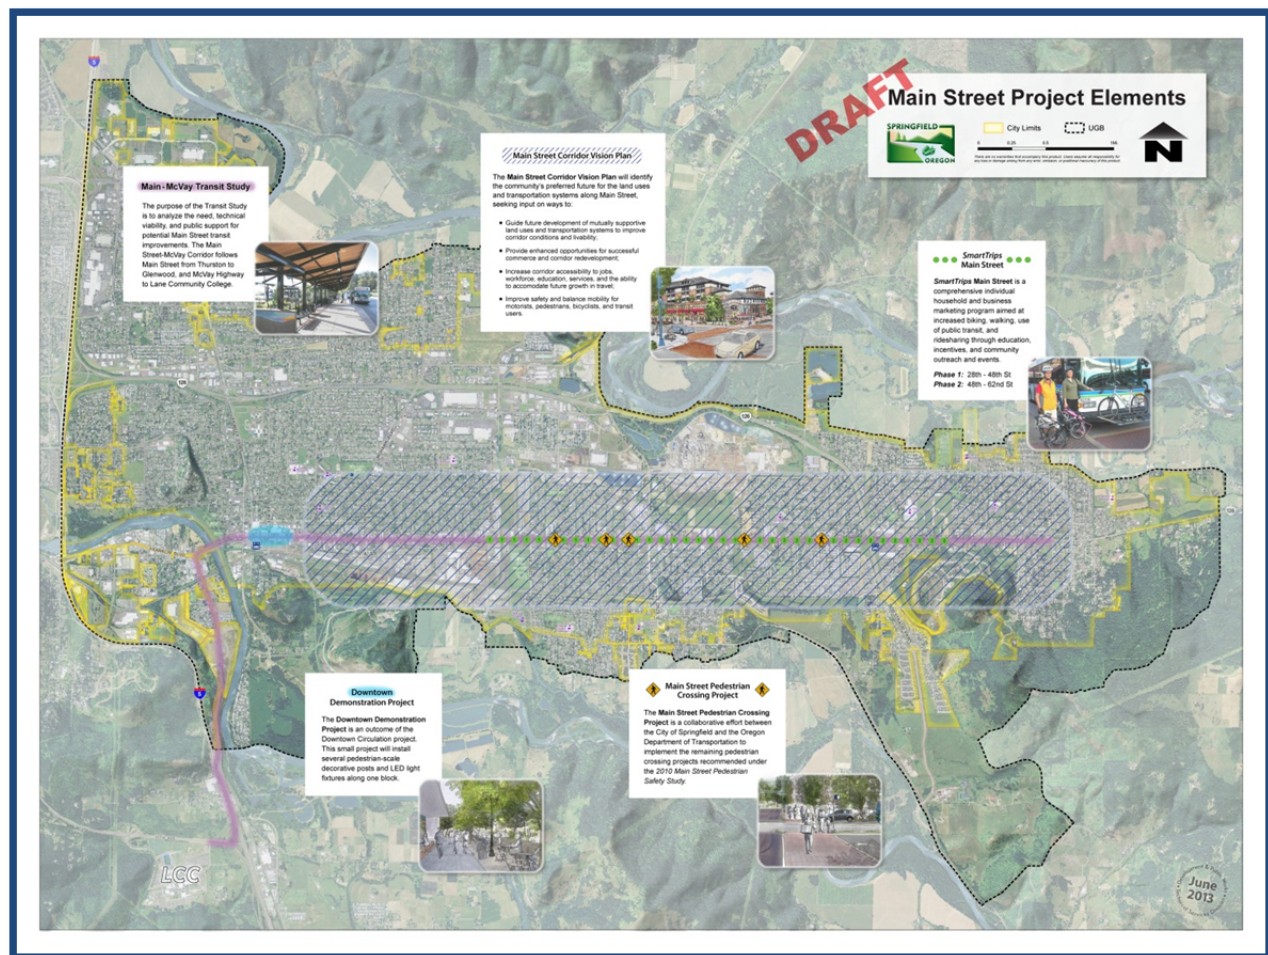 DRAFT
Main Street Project Elements
SPRINGFIELD
OREGON
City Limits
UGB
N
Main-McVay Transit Study
The purpose of the Transit Study
is to analyze the need, technical
viability, and public support for
potential Main Street transit
improvements. The Main
Street-McVay Corridor follows
Main Street from Thurston to
Glenwood, and McVay Highway
to Lane Community College.
Main Street Corridor Vision Plan
The Main Street Corridor Vision Plan will identify
the community's preferred future for the land uses
and transportation systems along Main Street,
seeking input on ways to:
• Guide future development of mutually supportive
land uses and transportation systems to improve
corridor conditions and livability;
• Provide enhanced opportunities for successful
commerce and corridor redevelopment;
• Increase corridor accessibility to jobs,
workforce, education, services, and the ability
to accomodate future growth in travel;
• Improve safety and balance mobility for
motorists, pedestrians, bicyclists, and transit
users.
SmartTrips
Main Street
SmartTrips Main Street is a
comprehensive individual
household and business
marketing program aimed at
increased biking, walking, use
of public transit, and
ridesharing through education,
incentives, and community
outreach and events.
Phase 1: 28th - 48th St
Phase 2: 48th - 62nd St
126
126
126
5
5
Downtown
Demonstration Project
The Downtown Demonstration
Project is an outcome of the
Downtown Circulation project.
This small project will install
several pedestrian-scale
decorative posts and LED light
fixtures along one block.
Main Street Pedestrian
Crossing Project
The Main Street Pedestrian Crossing
Project is a collaborative effort between
the City of Springfield and the Oregon
Department of Transportation to
implement the remaining pedestrian
crossing projects recommended under
the 2010 Main Street Pedestrian
Safety Study.
LCC
June
2013